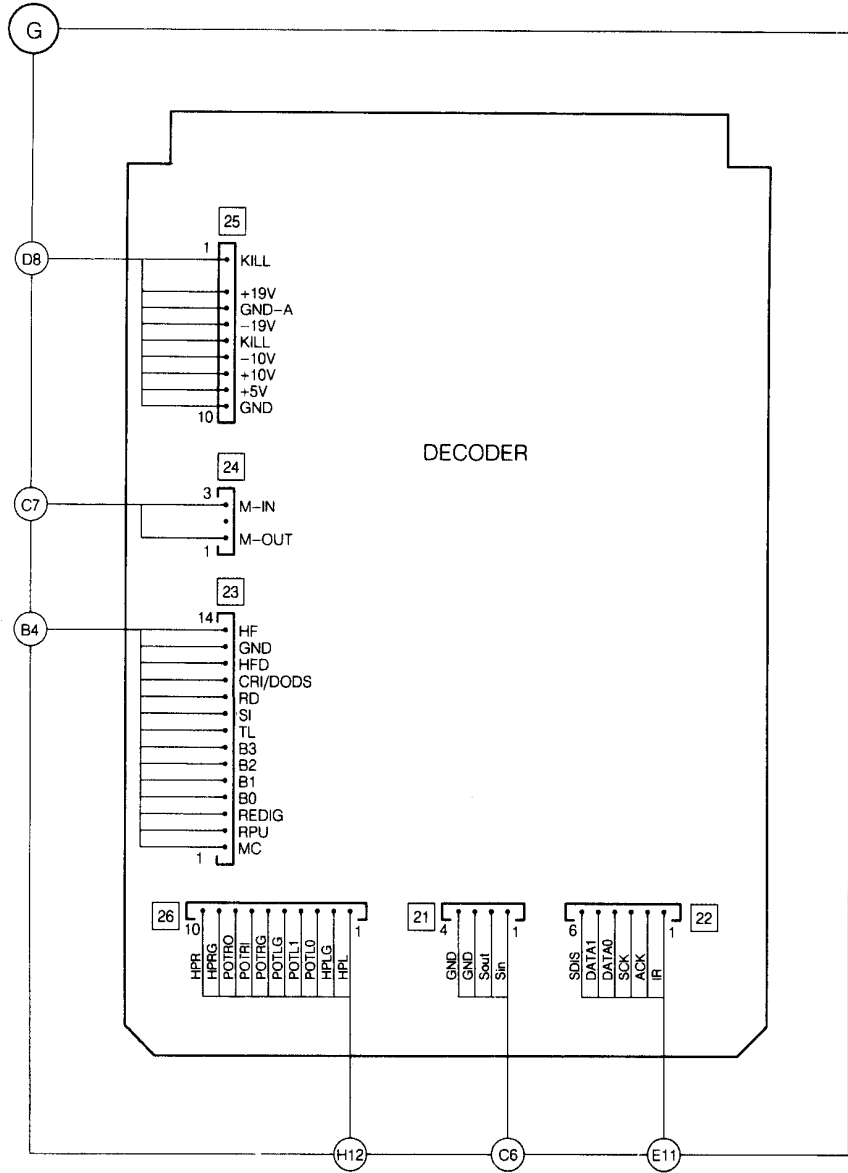 G
25
1
KILL
D8
+19V
GND-A
-19V
KILL
-10V
+10V
+5V
10
GND
DECODER
24
3
M-IN
C7
M-OUT
1
23
14
HF
B4
GND
HFD
CRI/DODS
RD
SI
TL
B3
B2
B1
B0
REDIG
RPU
1
MC
26
10
1
HPR
HPRG
POTRO
POTRI
POTRG
POTLG
POTL1
POTL0
HPLG
HPL
21
4
1
GND
GND
Sout
Sin
6
1
22
SDIS
DATA1
DATA0
SCK
ACK
IR
H12
C6
E11